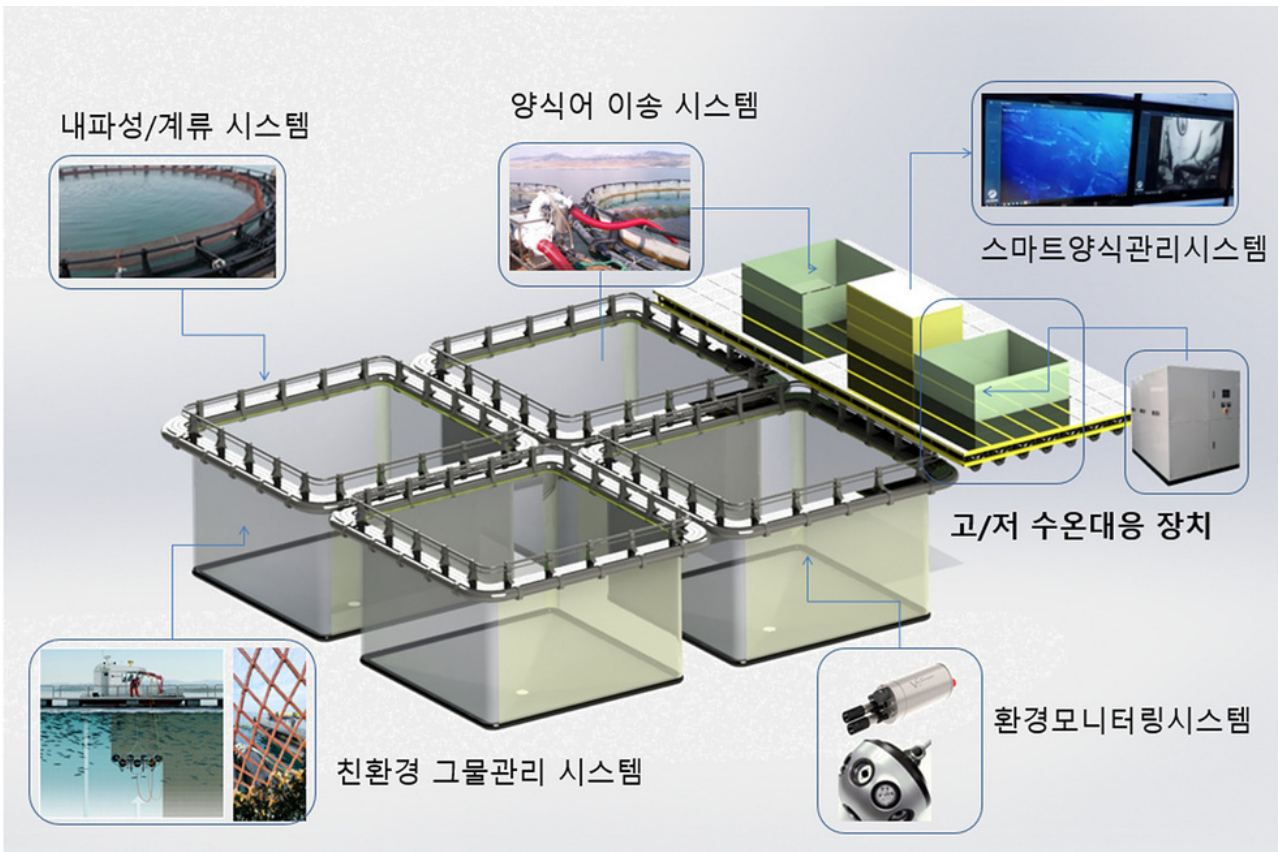 내파성/계류 시스템
양식어 이송 시스템
스마트양식관리시스템
고/저 수온대응 장치
친환경 그물관리 시스템
환경모니터링시스템